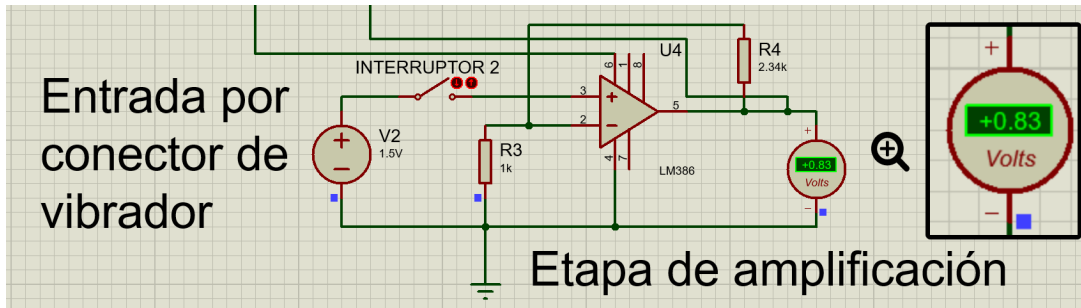 Entrada por
conector de
vibrador
INTERRUPTOR 2
V2
1.5V
R3
1k
U4
6
1
8
3
2
5
4
7
LM386
R4
2.34k
+
+0.83
Volts
−
+
+0.83
Volts
−
Etapa de amplificación